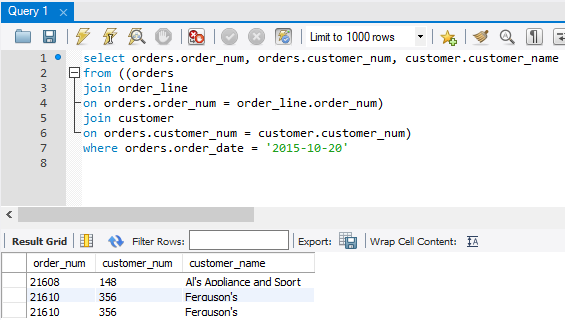 Query 1
Limit to 1000 rows
1 select orders.order_num, orders.customer_num, customer.customer_name
2 from ((orders
3 join order_line
4 on orders.order_num = order_line.order_num)
5 join customer
6 on orders.customer_num = customer.customer_num)
7 where orders.order_date = '2015-10-20'
8
Result Grid Filter Rows: Export: Wrap Cell Content:
order_num customer_num customer_name
21608 148 Al's Appliance and Sport
21610 356 Ferguson's
21610 356 Ferguson's